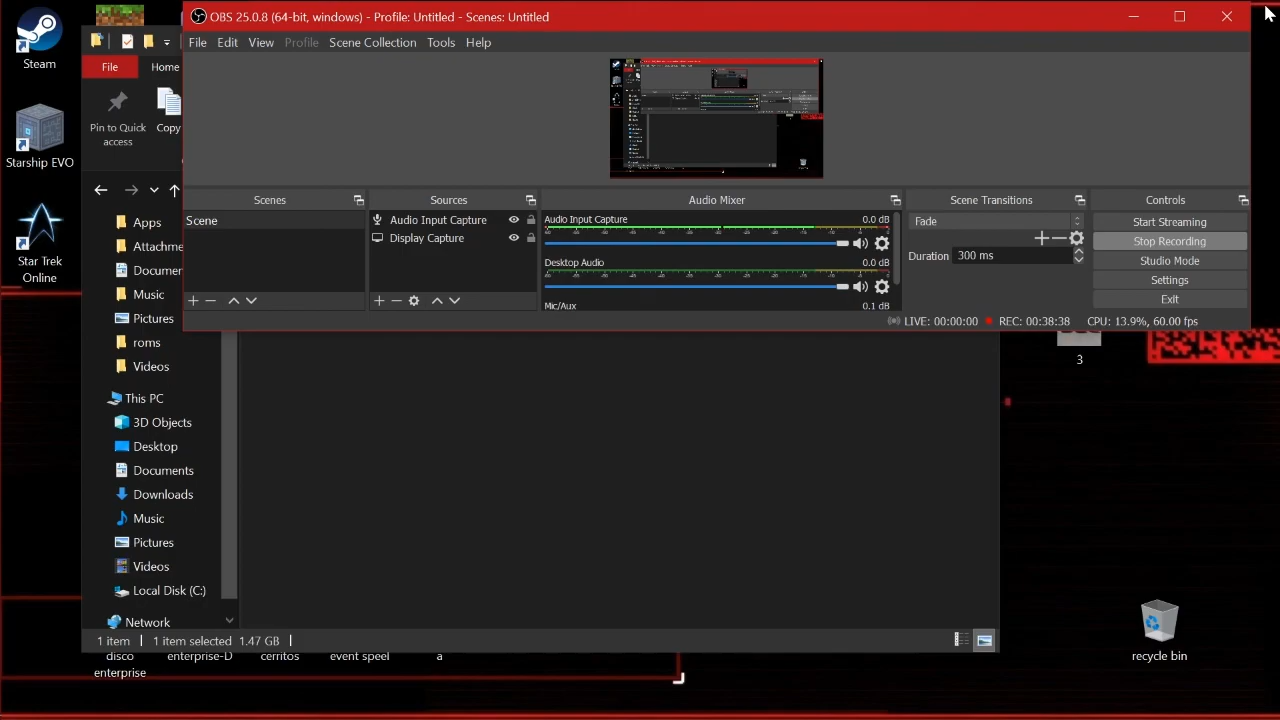 OBS 25.0.8 (64-bit, windows) - Profile: Untitled - Scenes: Untitled
File Edit View Profile Scene Collection Tools Help
Steam
Starship EVO
Star Trek
Online
File Home
Pin to Quick
access
Copy
Apps
Attachme
Documen
Music
Pictures
roms
Videos
This PC
3D Objects
Desktop
Documents
Downloads
Music
Pictures
Videos
Local Disk (C:)
Network
1 item 1 item selected 1.47 GB
Scenes
Scene
Sources
Audio Input Capture
Display Capture
Audio Mixer
Audio Input Capture 0.0 dB
Desktop Audio 0.0 dB
Mic/Aux 0.1 dB
Scene Transitions
Fade
Duration 300 ms
Controls
Start Streaming
Stop Recording
Studio Mode
Settings
Exit
LIVE: 00:00:00 REC: 00:38:38 CPU: 13.9%, 60.00 fps
3
disco
enterprise
enterprise-D
cerritos
event speel
a
recycle bin